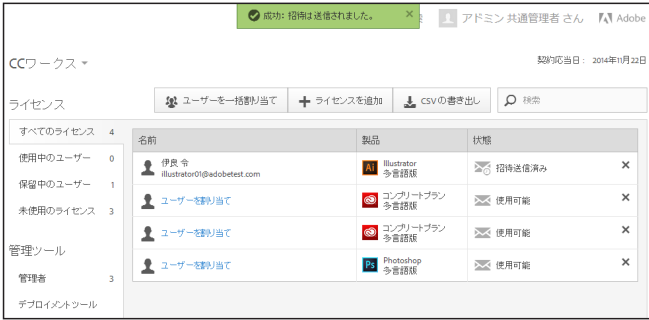 成功: 招待は送信されました。 ×
アドミン 共通管理者 さん Adobe
CCワークス
契約応当日: 2014年11月22日
ライセンス
ユーザーを一括割り当て ライセンスを追加 CSVの書き出し 検索
すべてのライセンス 4
使用中のユーザー 0
保留中のユーザー 1
未使用のライセンス 3
管理ツール
管理者 3
デプロイメントツール
名前 製品 状態
伊良 令
illustrator01@adobetest.com
Ai Illustrator
多言語版
招待送信済み ×
ユーザーを割り当て
コンプリートプラン
多言語版
使用可能 ×
ユーザーを割り当て
コンプリートプラン
多言語版
使用可能 ×
ユーザーを割り当て
Ps Photoshop
多言語版
使用可能 ×